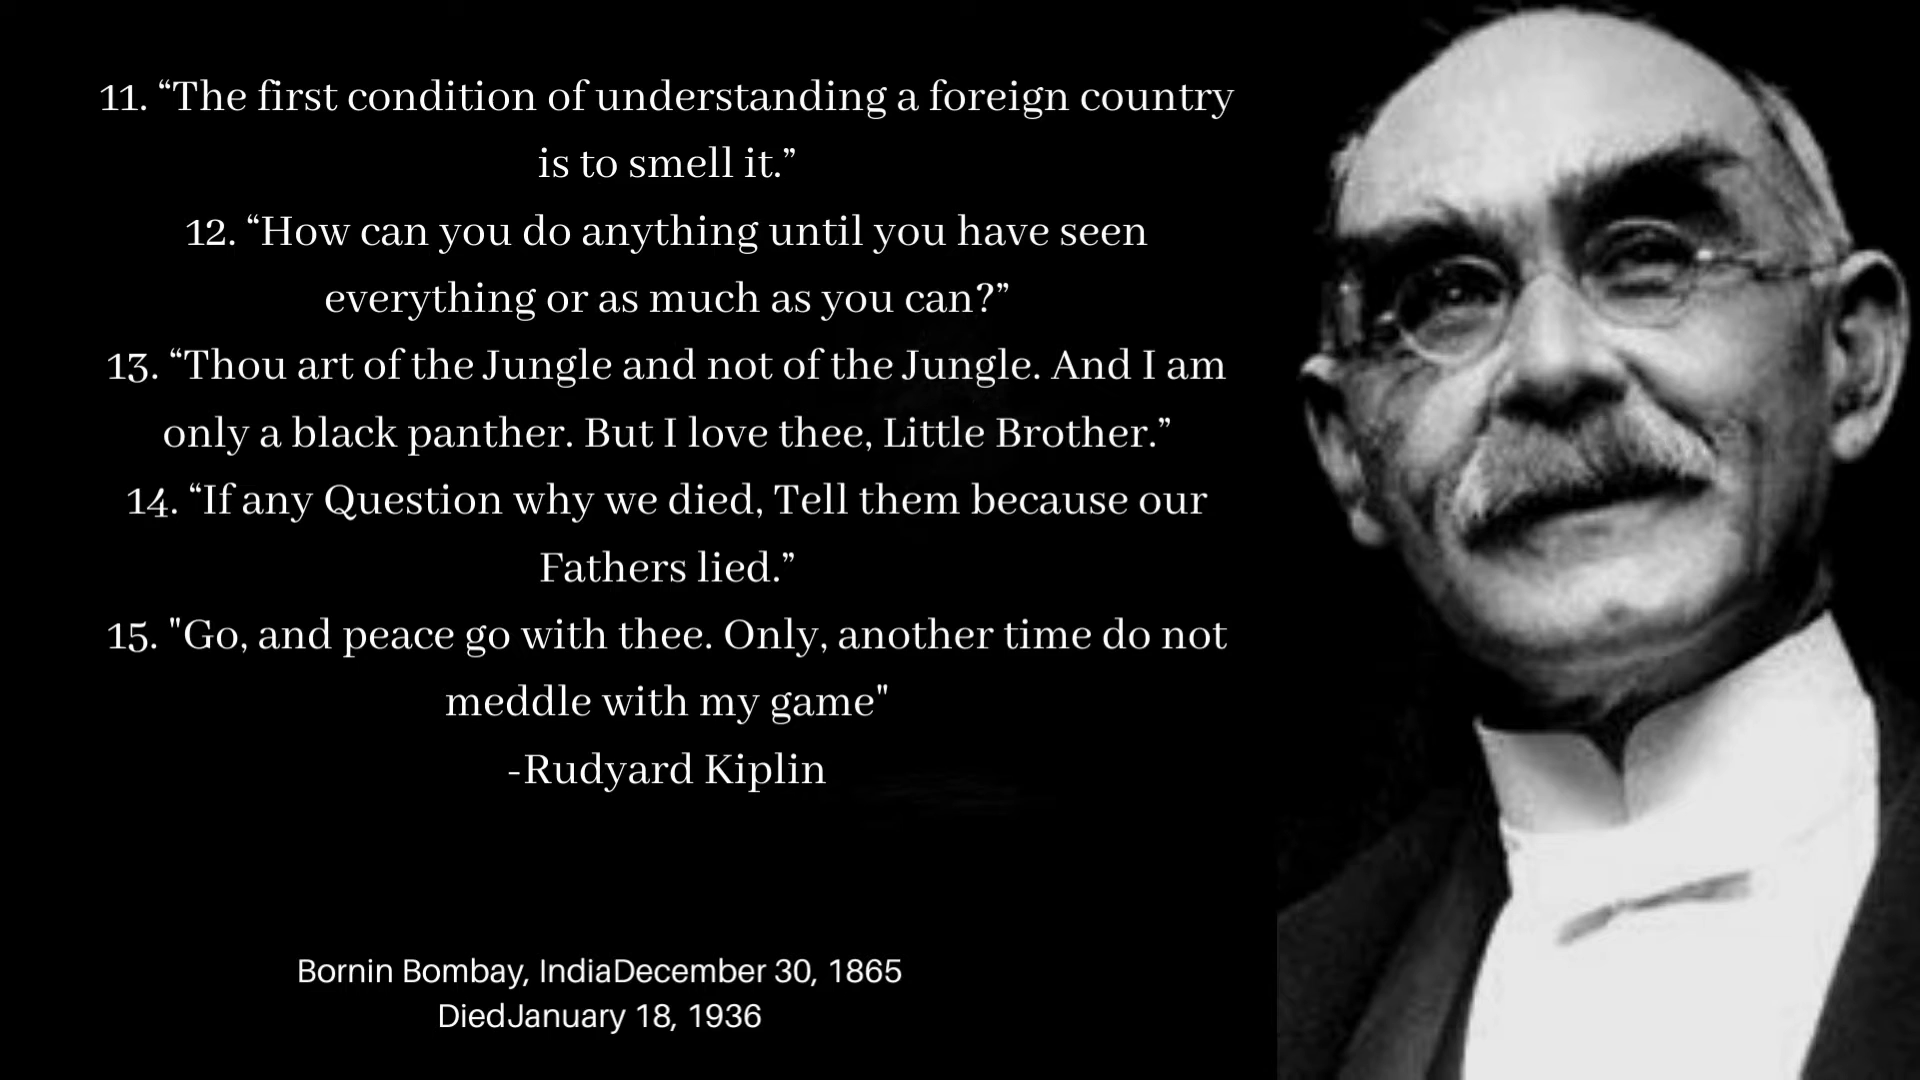 11. “The first condition of understanding a foreign country
is to smell it.”
12. “How can you do anything until you have seen
everything or as much as you can?”
13. “Thou art of the Jungle and not of the Jungle. And I am
only a black panther. But I love thee, Little Brother.”
14. “If any Question why we died, Tell them because our
Fathers lied.”
15. "Go, and peace go with thee. Only, another time do not
meddle with my game"
-Rudyard Kiplin
Bornin Bombay, IndiaDecember 30, 1865
DiedJanuary 18, 1936